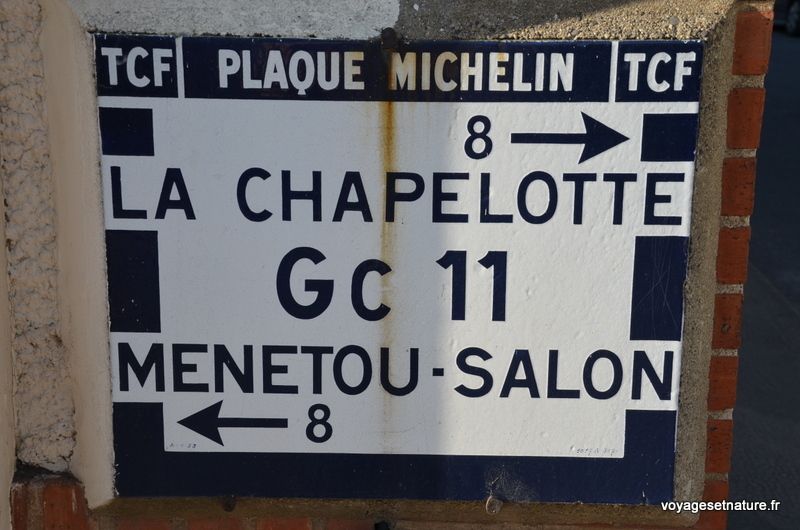 TCF PLAQUE MICHELIN TCF
8
LA CHAPELOTTE
Gc 11
MENETOU-SALON
8
voyagesetnature.fr